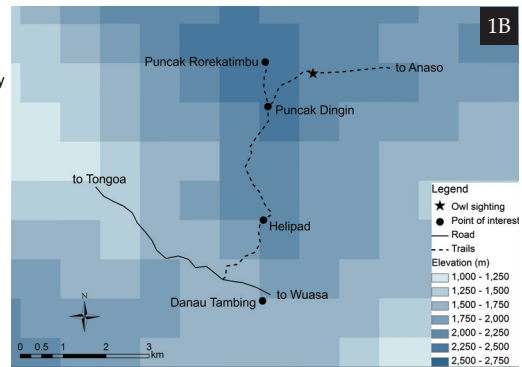 1B
y
Puncak Rorekatimbu
to Anaso
Puncak Dingin
to Tongoa
Helipad
to Wuasa
Danau Tambing
N
0 0.5 1 2 3
km
Legend
Owl sighting
Point of interest
Road
Trails
Elevation (m)
1,000 - 1,250
1,250 - 1,500
1,500 - 1,750
1,750 - 2,000
2,000 - 2,250
2,250 - 2,500
2,500 - 2,750